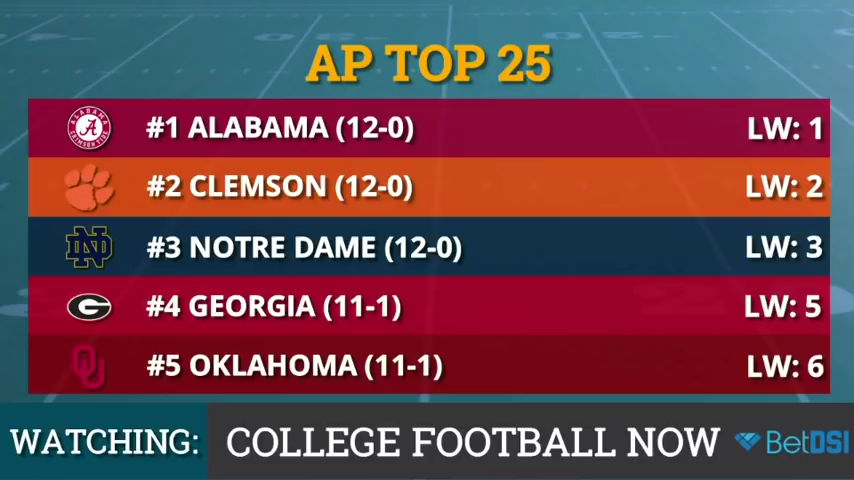 AP TOP 25
#1 ALABAMA (12-0) LW: 1
#2 CLEMSON (12-0) LW: 2
#3 NOTRE DAME (12-0) LW: 3
#4 GEORGIA (11-1) LW: 5
#5 OKLAHOMA (11-1) LW: 6
WATCHING: COLLEGE FOOTBALL NOW BetDSI